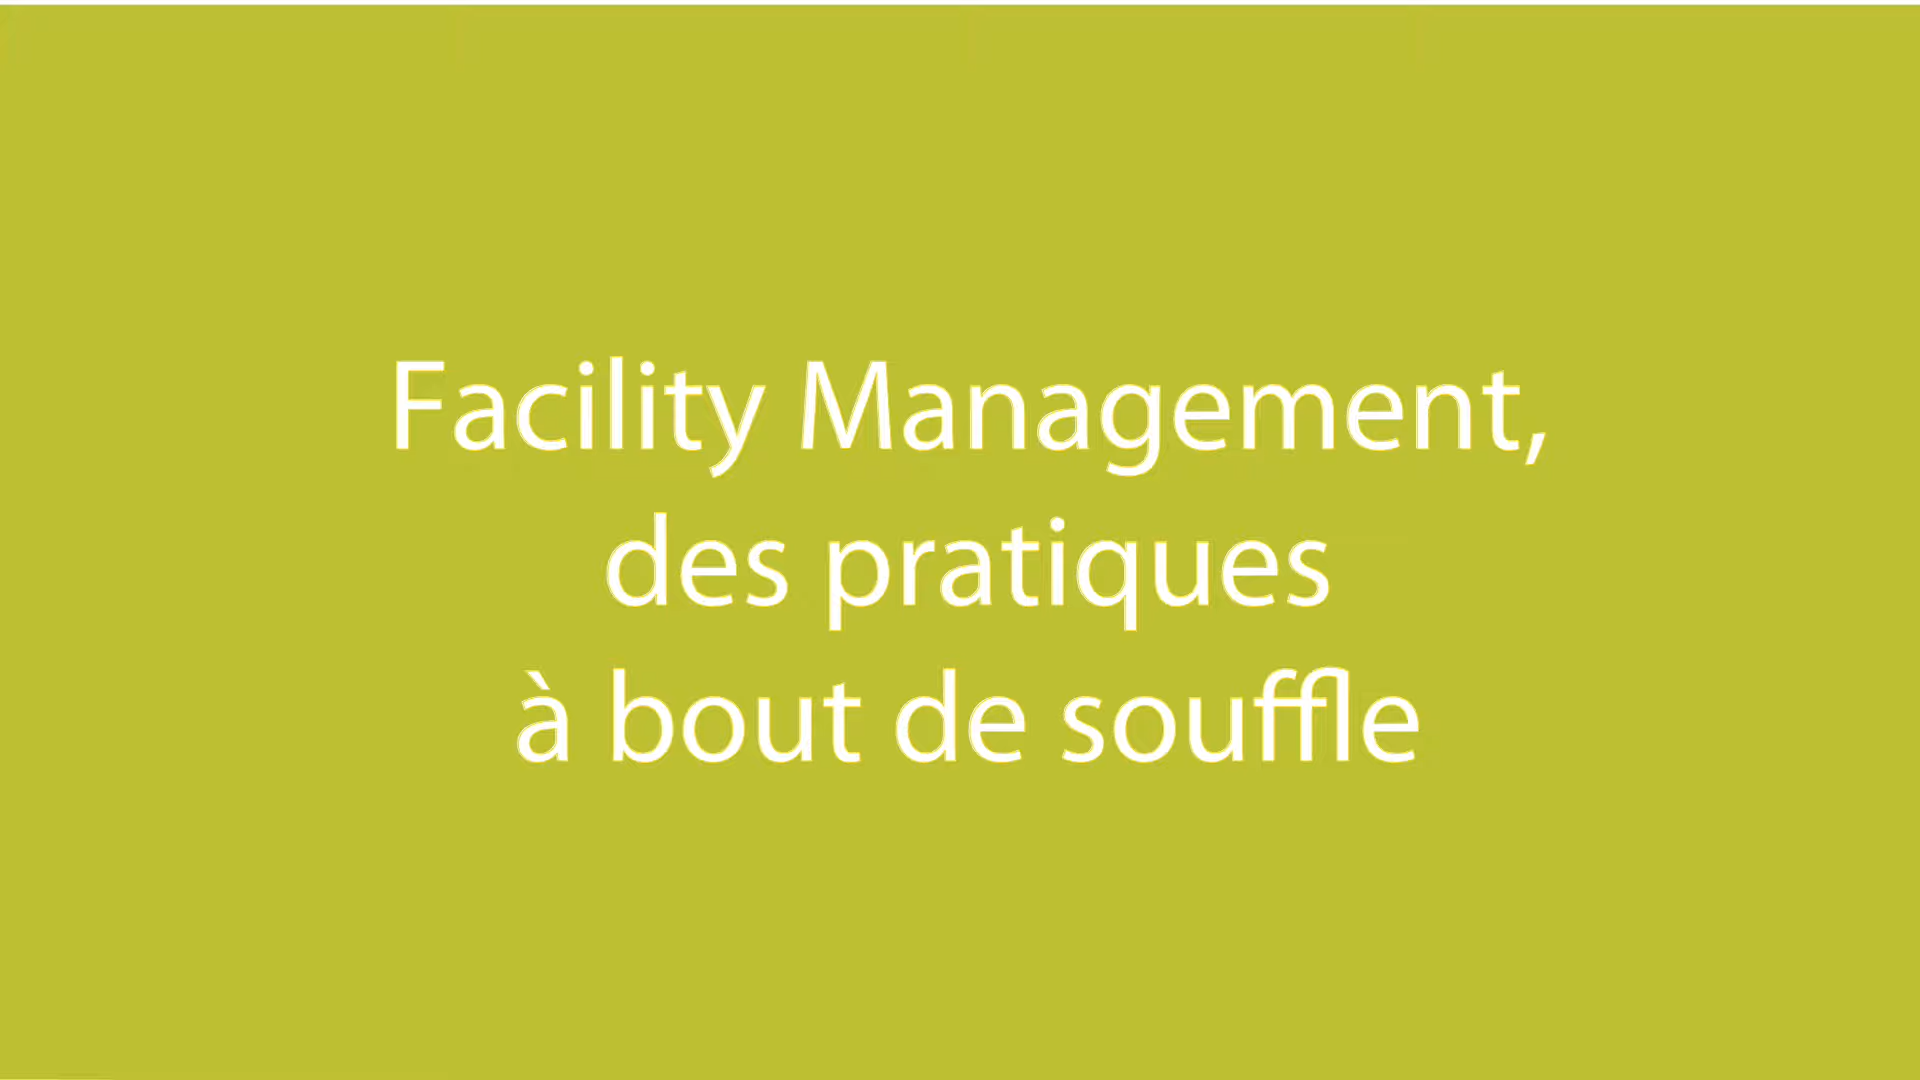 Facility Management,
des pratiques
à bout de souffle